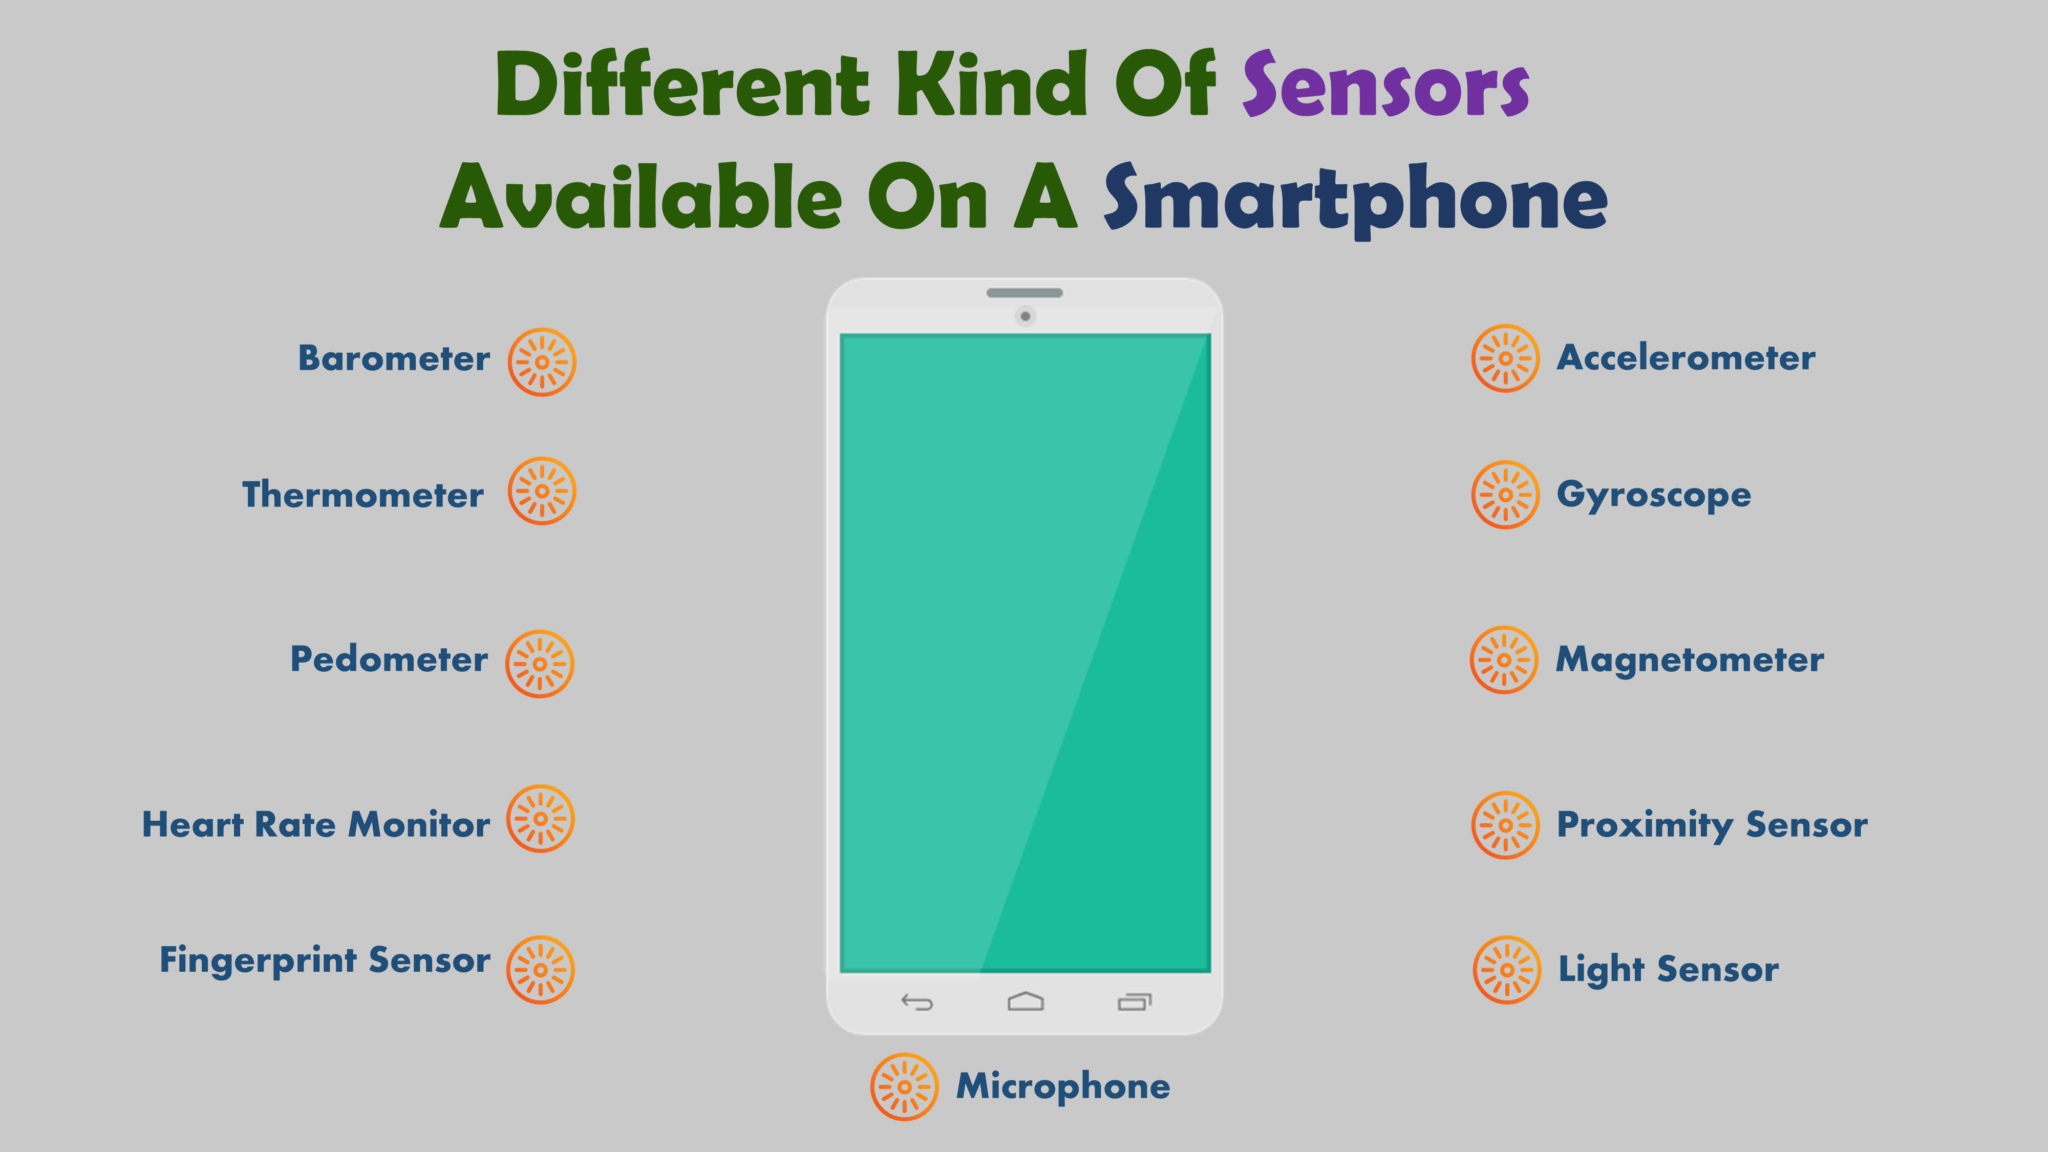 Different Kind Of Sensors
Available On A Smartphone
Barometer
Accelerometer
Thermometer
Gyroscope
Pedometer
Magnetometer
Heart Rate Monitor
Proximity Sensor
Fingerprint Sensor
Light Sensor
Microphone